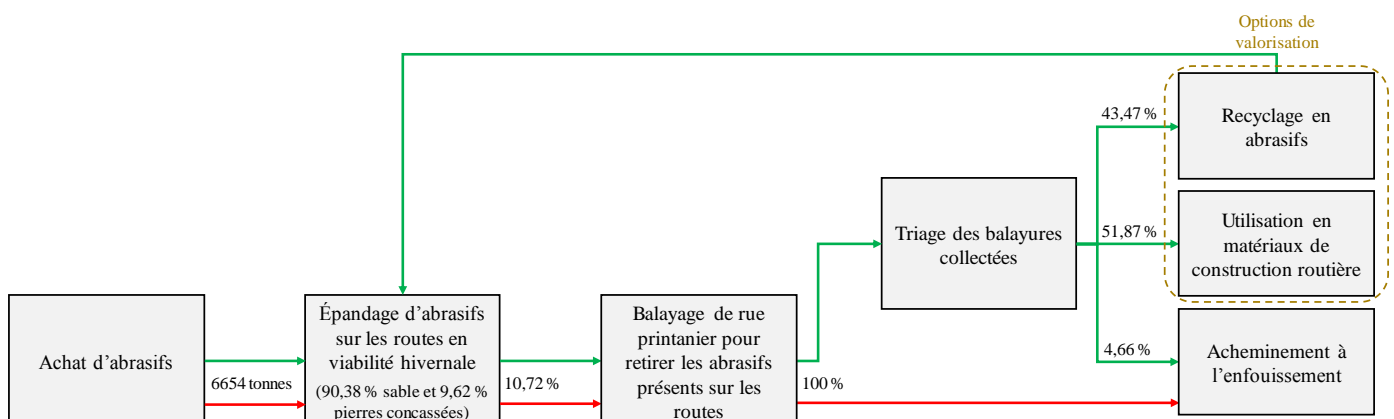 Options de
valorisation
43,47 %
Recyclage en
abrasifs
Triage des balayures
collectées
51,87 %
Utilisation en
matériaux de
construction routière
Achat d’abrasifs
6654 tonnes
Épandage d’abrasifs
sur les routes en
viabilité hivernale
(90,38 % sable et 9,62 %
pierres concassées)
10,72 %
Balayage de rue
printanier pour
retirer les abrasifs
présents sur les
routes
100 %
4,66 %
Acheminement à
l’enfouissement